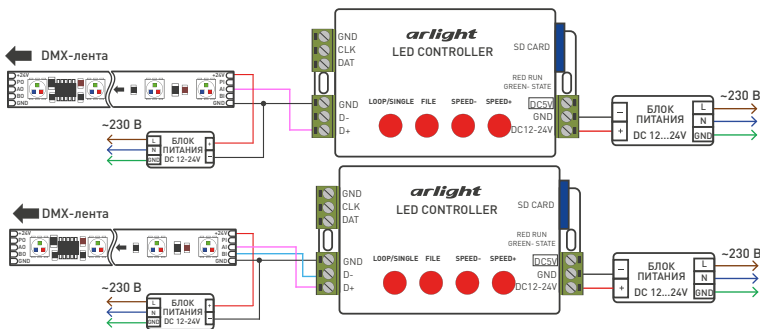 DMX-лента
+24V
PO
AO
BO
GND
+24V
PI
AI
BI
GND
~230 В
L
N
GND
БЛОК
ПИТАНИЯ
DC 12-24V
+
–
GND
CLK
DAT
GND
D-
D+
arlight
LED CONTROLLER
SD CARD
RED RUN
GREEN- STATE
LOOP/SINGLE FILE SPEED- SPEED+
DC5V
GND
DC12-24V
–
+
БЛОК
ПИТАНИЯ
DC 12...24V
L
N
GND
~230 В
DMX-лента
+24V
PO
AO
BO
GND
+24V
PI
AI
BI
GND
~230 В
L
N
GND
БЛОК
ПИТАНИЯ
DC 12-24V
+
–
GND
CLK
DAT
GND
D-
D+
arlight
LED CONTROLLER
SD CARD
RED RUN
GREEN- STATE
LOOP/SINGLE FILE SPEED- SPEED+
DC5V
GND
DC12-24V
–
+
БЛОК
ПИТАНИЯ
DC 12...24V
L
N
GND
~230 В